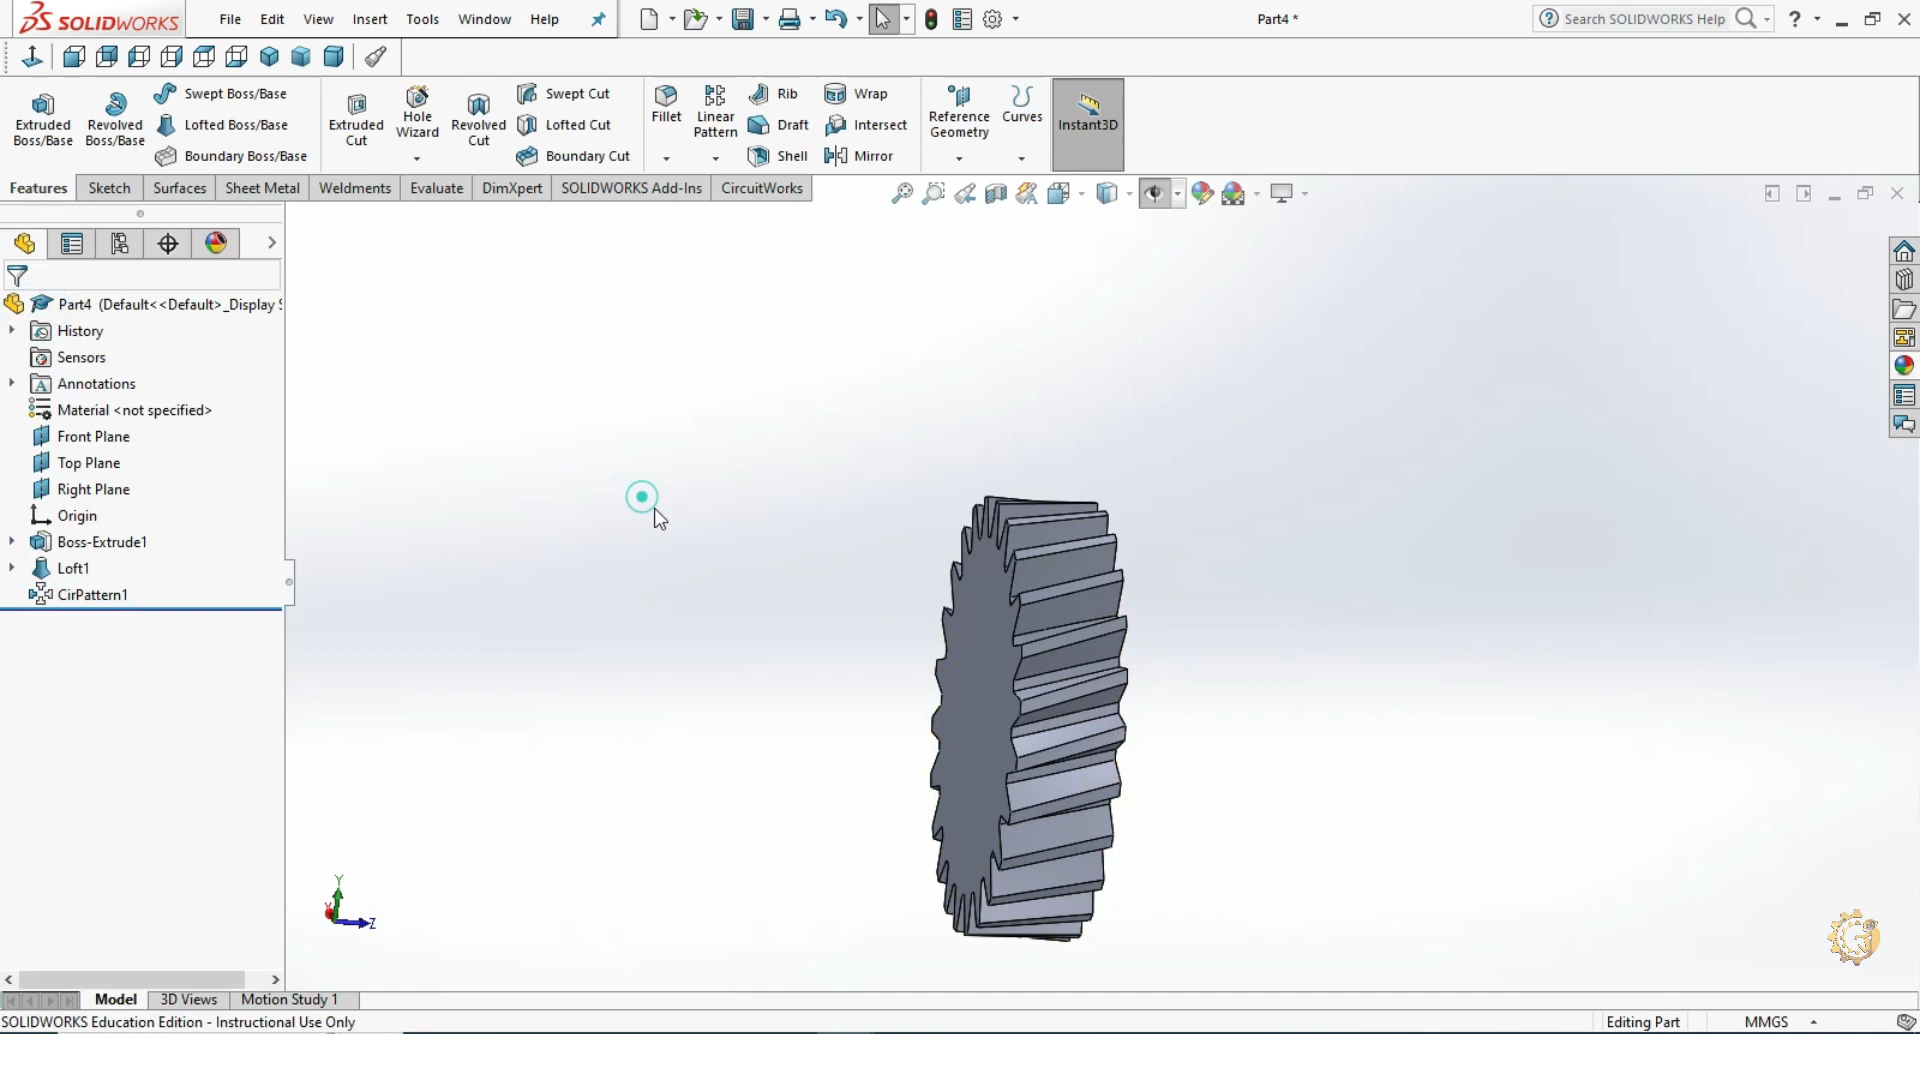 SOLIDWORKS File Edit View Insert Tools Window Help Part4 * Search SOLIDWORKS Help ?
Extruded Boss/Base
Revolved Boss/Base
Swept Boss/Base
Lofted Boss/Base
Boundary Boss/Base
Extruded Cut
Hole Wizard
Revolved Cut
Swept Cut
Lofted Cut
Boundary Cut
Fillet
Linear Pattern
Rib
Draft
Shell
Wrap
Intersect
Mirror
Reference Geometry
Curves
Instant3D
Features Sketch Surfaces Sheet Metal Weldments Evaluate DimXpert SOLIDWORKS Add-Ins CircuitWorks
Part4 (Default<<Default>_Display S
History
Sensors
Annotations
Material <not specified>
Front Plane
Top Plane
Right Plane
Origin
Boss-Extrude1
Loft1
CirPattern1
Y
Z
Model 3D Views Motion Study 1
SOLIDWORKS Education Edition - Instructional Use Only Editing Part MMGS